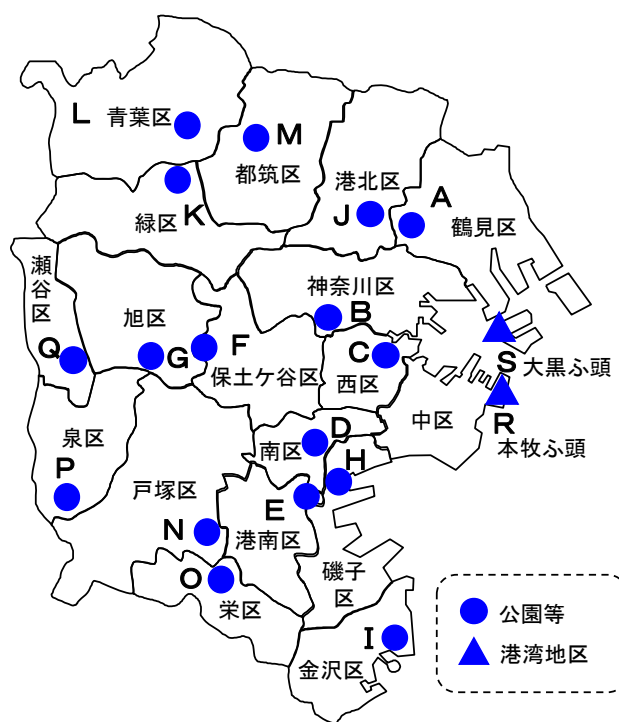 L 青葉区
M
都筑区
港北区
A
K
緑区
J
鶴見区
瀬谷区
神奈川区
旭区
B
F
Q
G
C
S 大黒ふ頭
保土ケ谷区
西区
中区
R
本牧ふ頭
泉区
D
南区
H
P
戸塚区
E
N
港南区
磯子区
O
栄区
I
金沢区
公園等
港湾地区